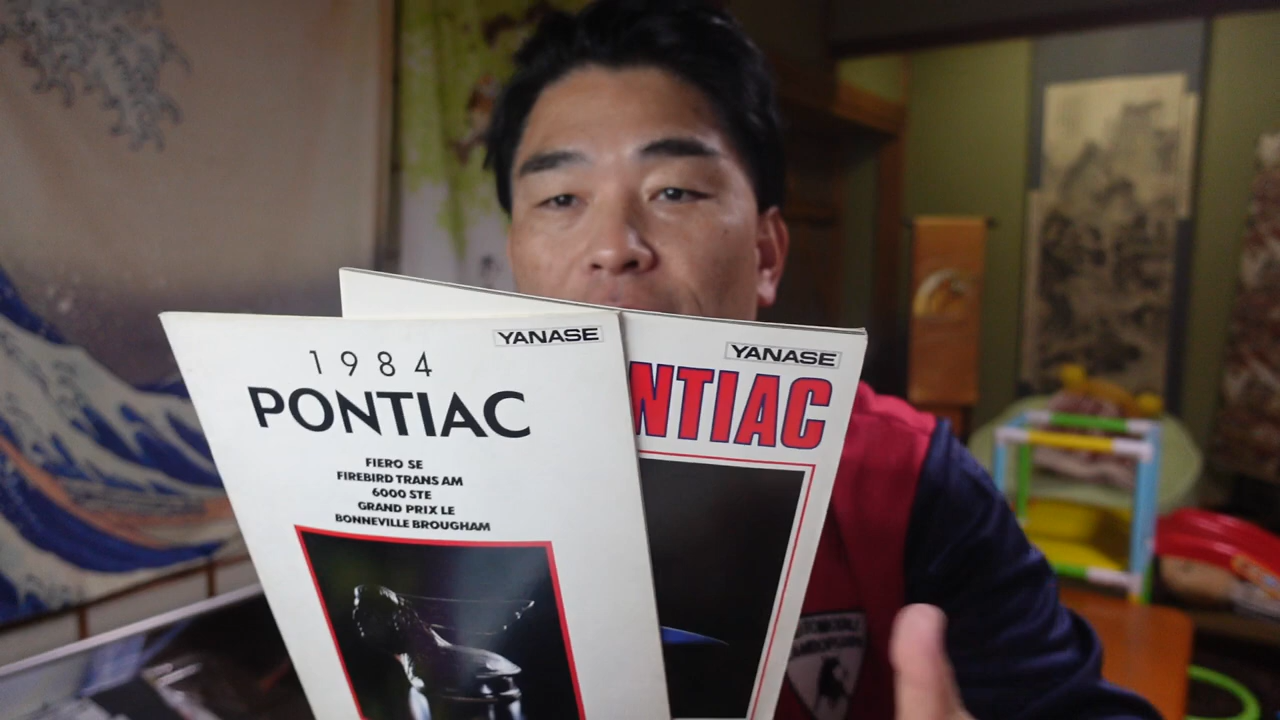 YANASE
1984
PONTIAC
FIERO SE
FIREBIRD TRANS AM
6000 STE
GRAND PRIX LE
BONNEVILLE BROUGHAM
YANASE
NTIAC